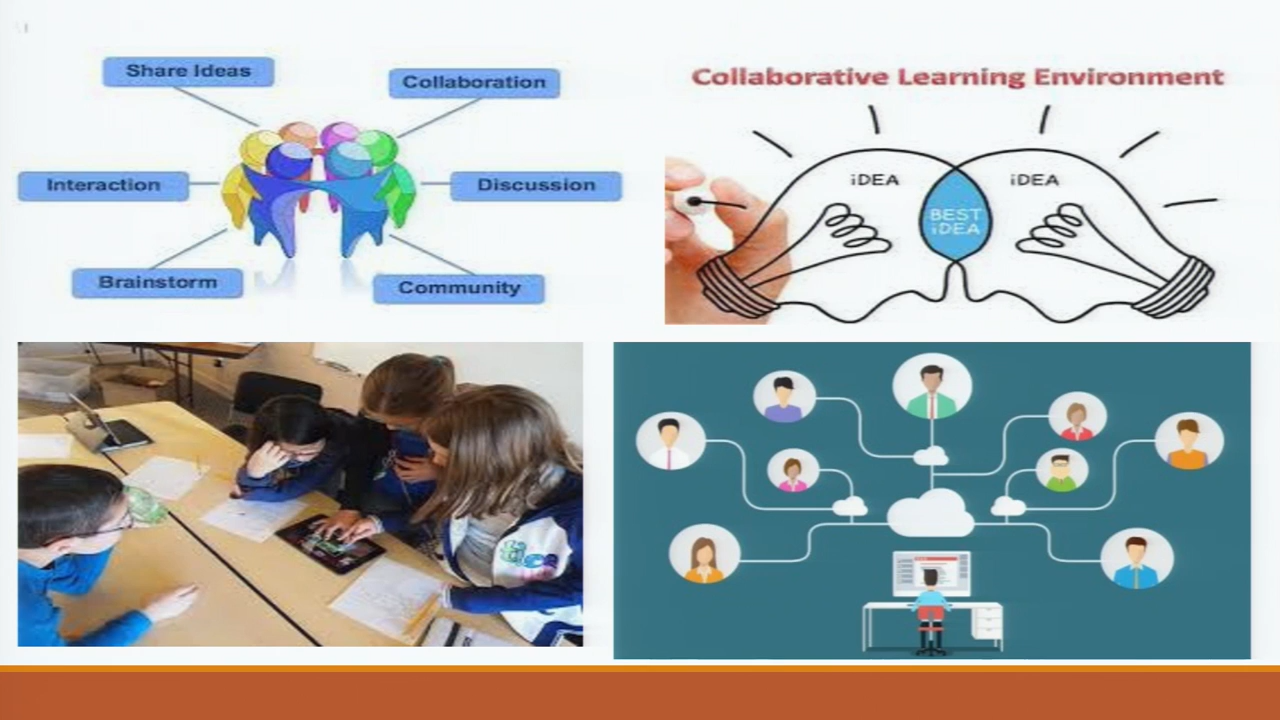 Share Ideas
Collaboration
Interaction
Discussion
Brainstorm
Community
Collaborative Learning Environment
iDEA
iDEA
BEST
iDEA